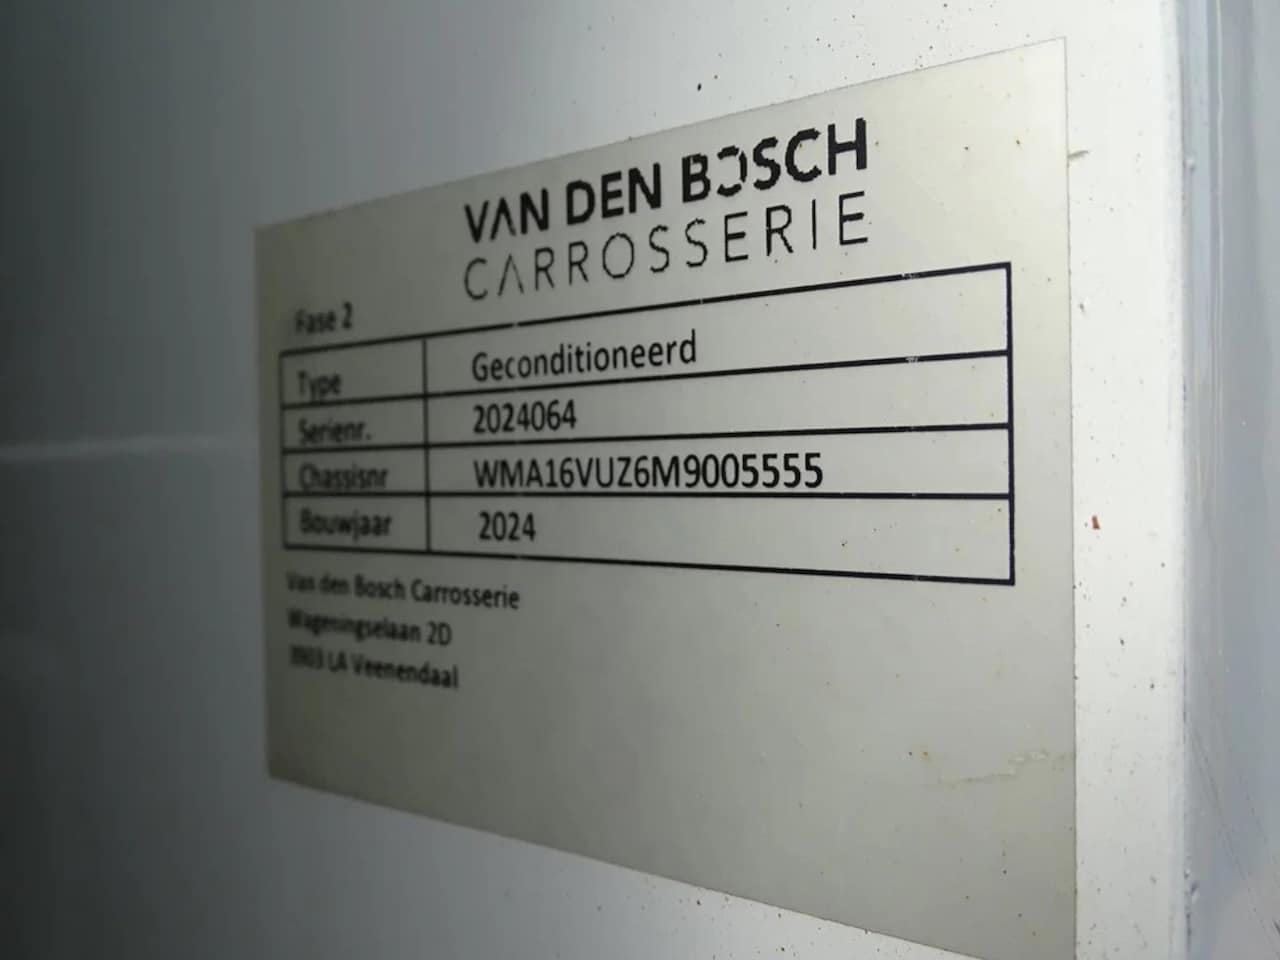 VAN DEN BOSCH
CARROSSERIE
Fase 2
Type Geconditioneerd
Serienr. 2024064
Chassisnr WMA16VUZ6M9005555
Bouwjaar 2024
Van den Bosch Carrosserie
Wageningselaan 2D
3903 LA Veenendaal